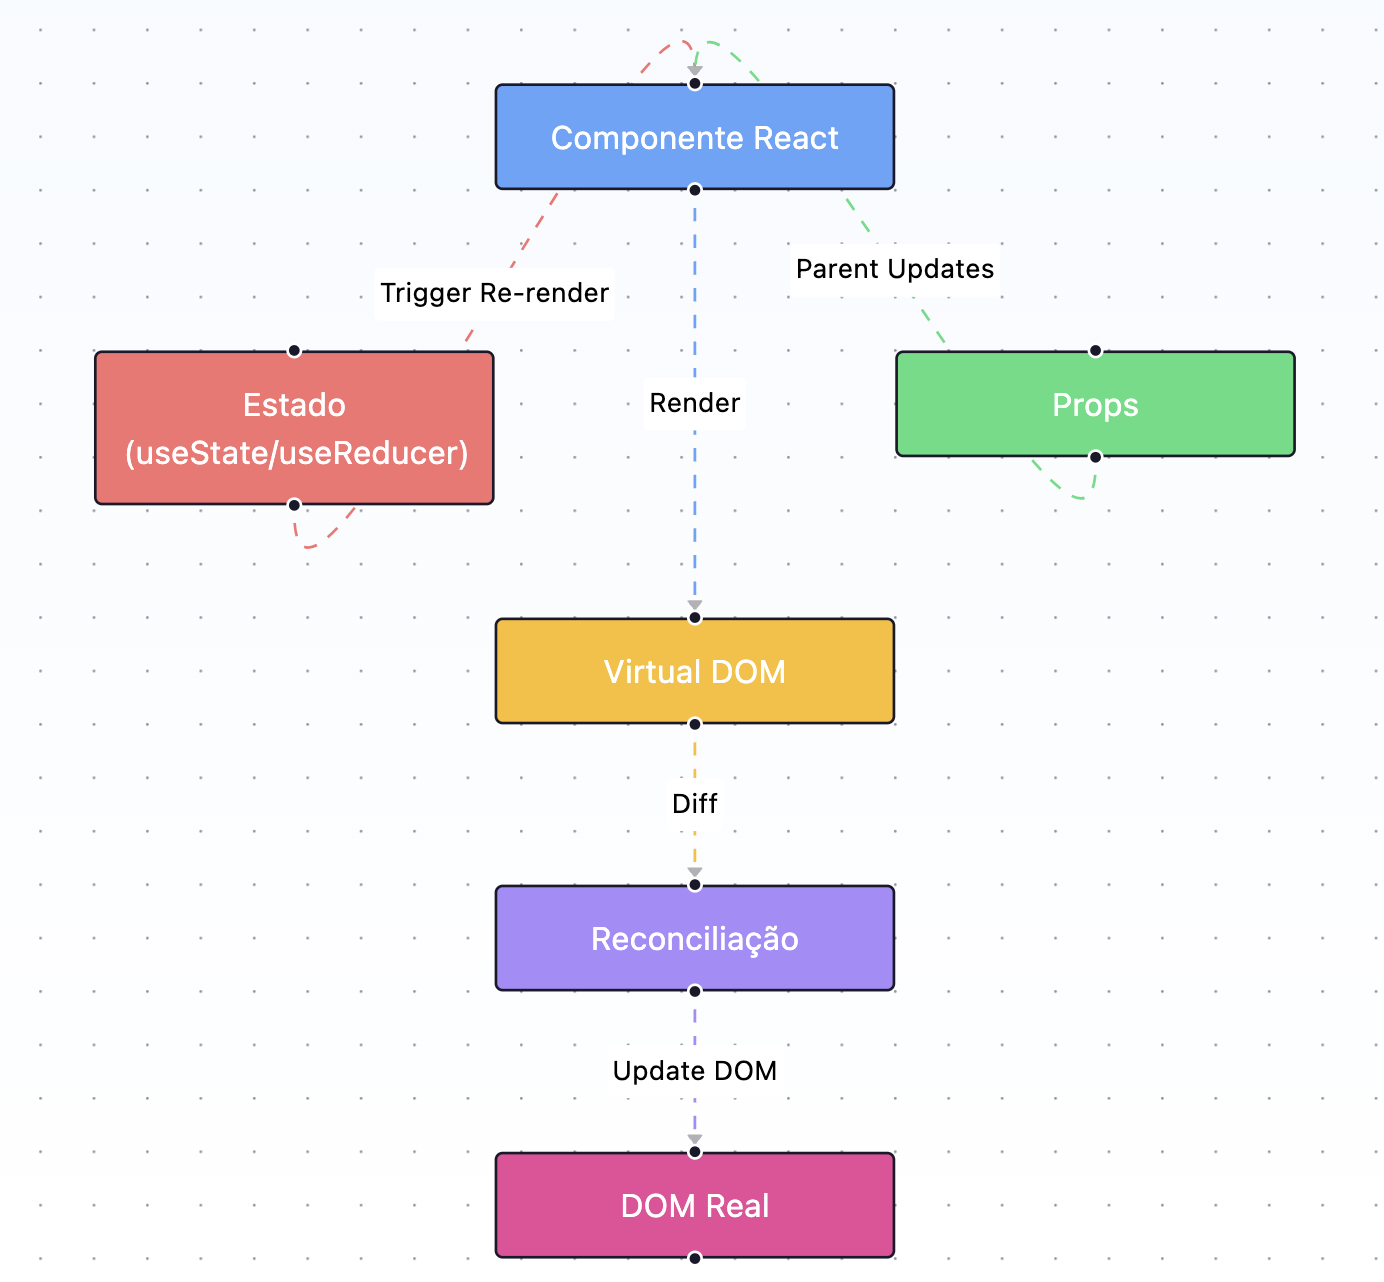 Componente React
Parent Updates
Trigger Re-render
Estado
(useState/useReducer)
Render
Props
Virtual DOM
Diff
Reconciliação
Update DOM
DOM Real